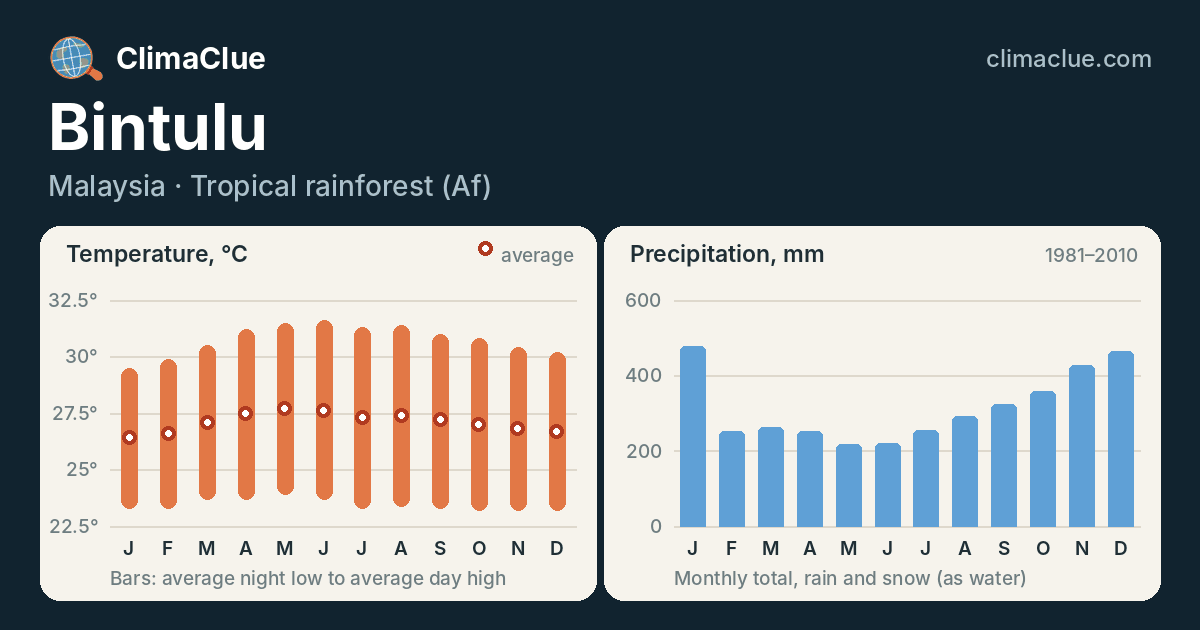 ClimaClue
climaclue.com
Bintulu
Malaysia · Tropical rainforest (Af)
Temperature, °C
average
32.5°
30°
27.5°
25°
22.5°
J F M A M J J A S O N D
Bars: average night low to average day high
Precipitation, mm
1981–2010
600
400
200
0
J F M A M J J A S O N D
Monthly total, rain and snow (as water)